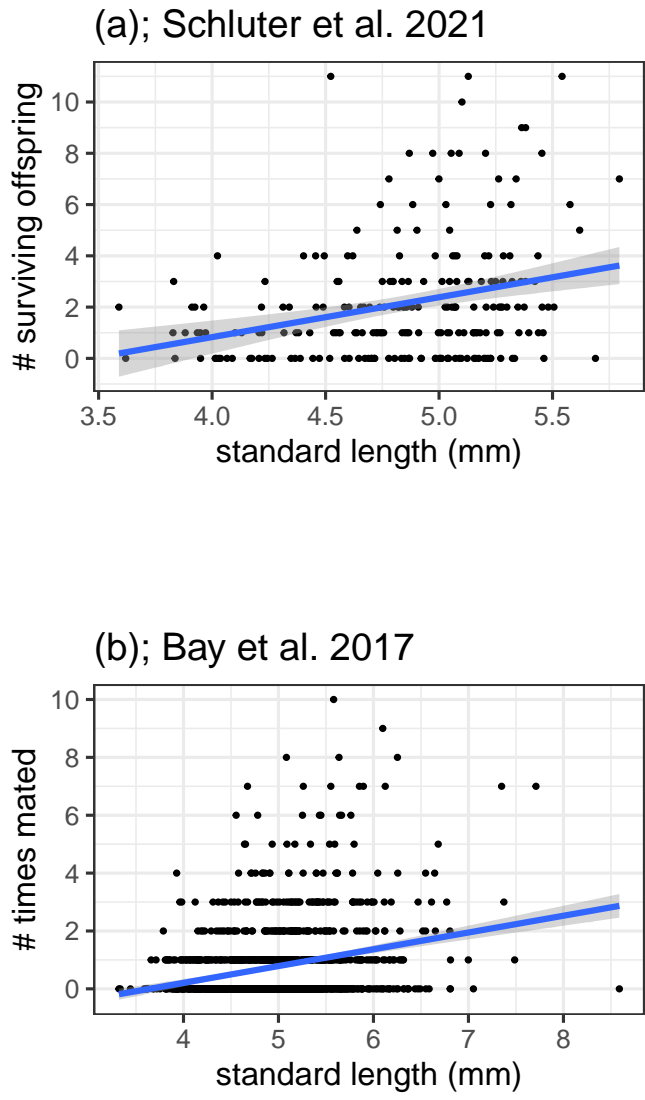 (a); Schluter et al. 2021
# surviving offspring
10
8
6
4
2
0
3.5 4.0 4.5 5.0 5.5
standard length (mm)
(b); Bay et al. 2017
# times mated
10
8
6
4
2
0
4 5 6 7 8
standard length (mm)